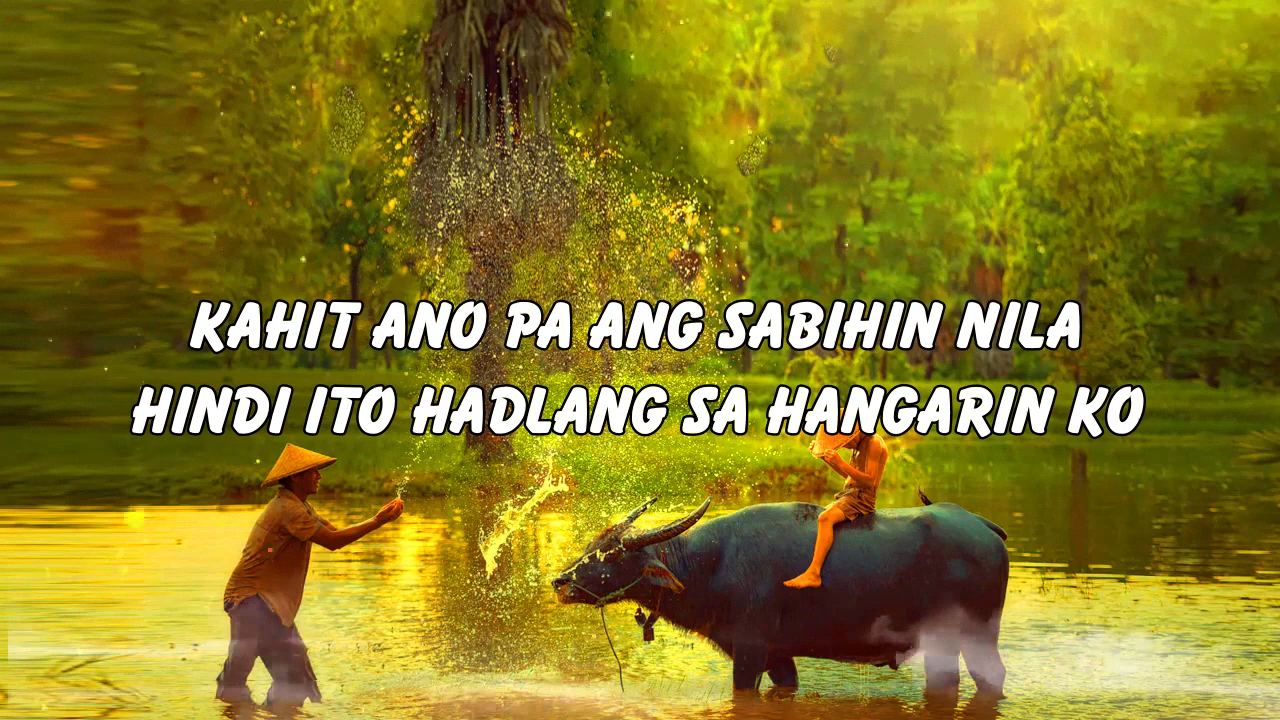 KAHIT ANO PA ANG SABIHIN NILA
HINDI ITO HADLANG SA HANGARIN KO